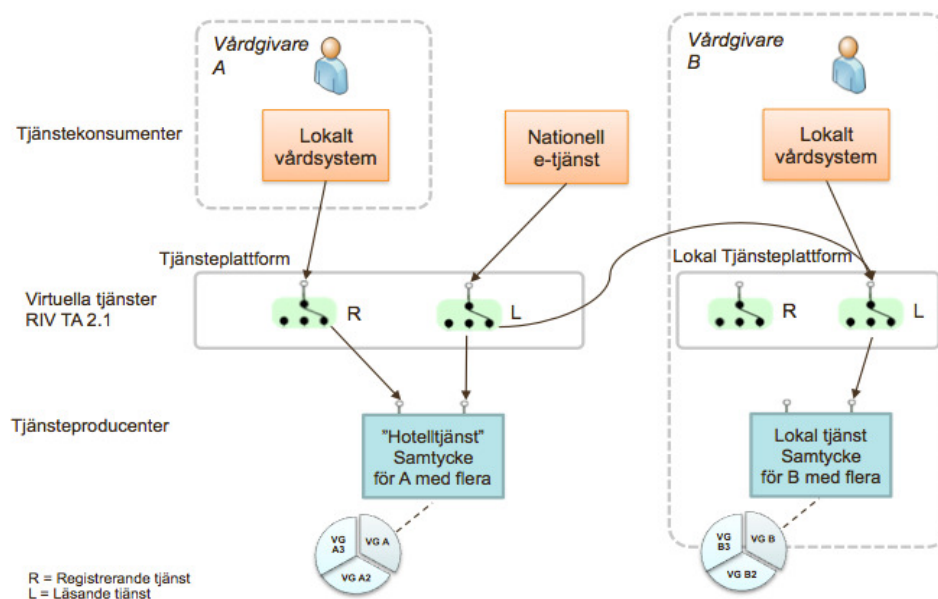 Vårdgivare
A
Vårdgivare
B
Tjänstekonsumenter
Lokalt
vårdsystem
Nationell
e-tjänst
Lokalt
vårdsystem
Tjänsteplattform
Lokal Tjänsteplattform
Virtuella tjänster
RIV TA 2.1
R
L
R
L
Tjänsteproducenter
”Hotelltjänst”
Samtycke
för A med flera
Lokal tjänst
Samtycke
för B med flera
VG
A3
VG A
VG A2
VG
B3
VG B
VG B2
R = Registrerande tjänst
L = Läsande tjänst